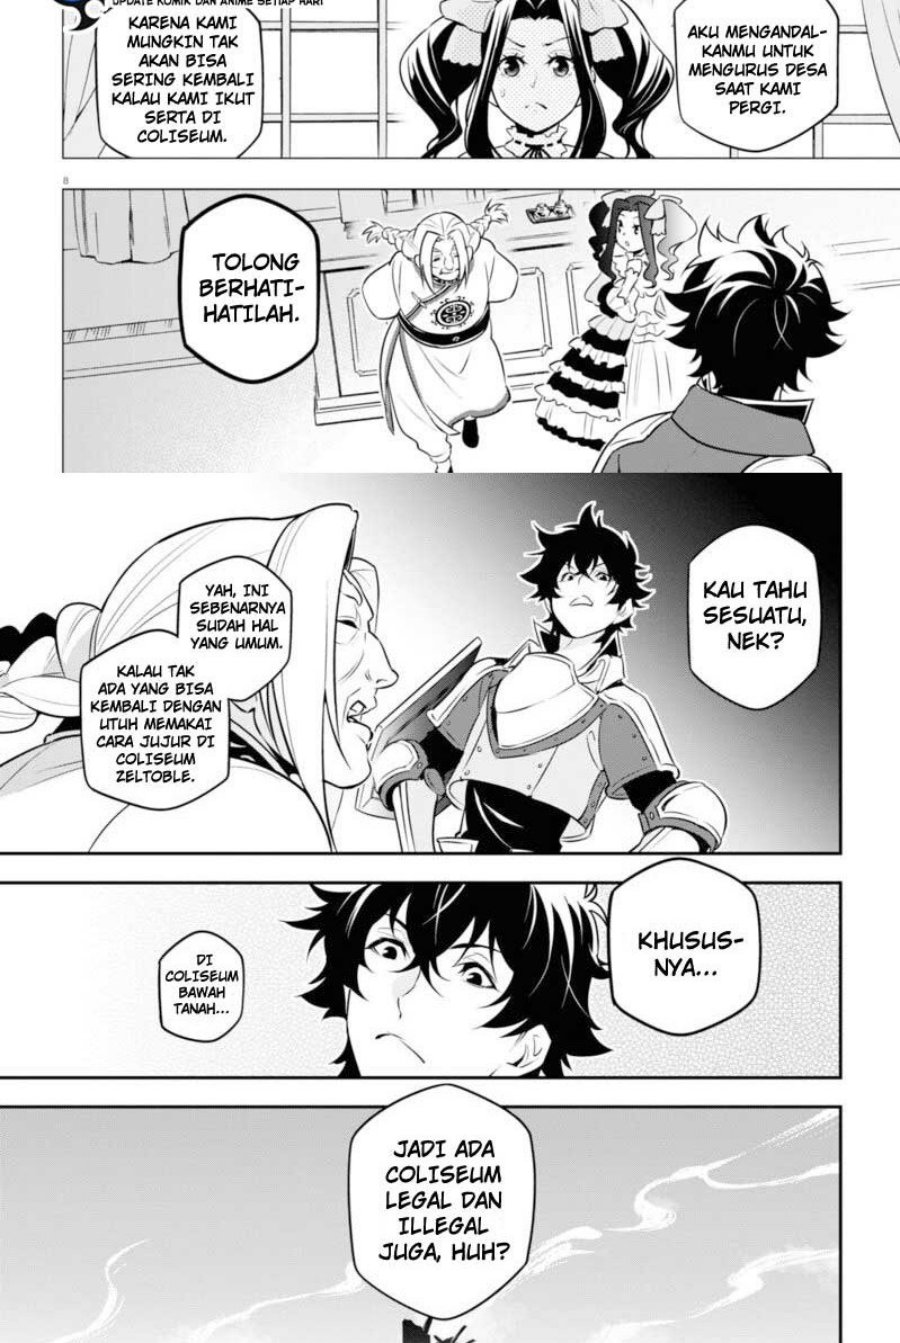 UPDATE KOMIK DAN ANIME SETIAP HARI
AKU MENGANDAL-
KANMU UNTUK
MENGURUS DESA
SAAT KAMI
PERGI.
KARENA KAMI
MUNGKIN TAK
AKAN BISA
SERING KEMBALI
KALAU KAMI IKUT
SERTA DI
COLISEUM.
8
TOLONG
BERHATI-
HATILAH.
KAU TAHU
SESUATU,
NEK?
YAH, INI
SEBENARNYA
SUDAH HAL
YANG UMUM.
KALAU TAK
ADA YANG BISA
KEMBALI DENGAN
UTUH MEMAKAI
CARA JUJUR DI
COLISEUM
ZELTOBLE.
KHUSUS-
NYA...
DI
COLISEUM
BAWAH
TANAH...
JADI ADA
COLISEUM
LEGAL DAN
ILLEGAL
JUGA, HUH?